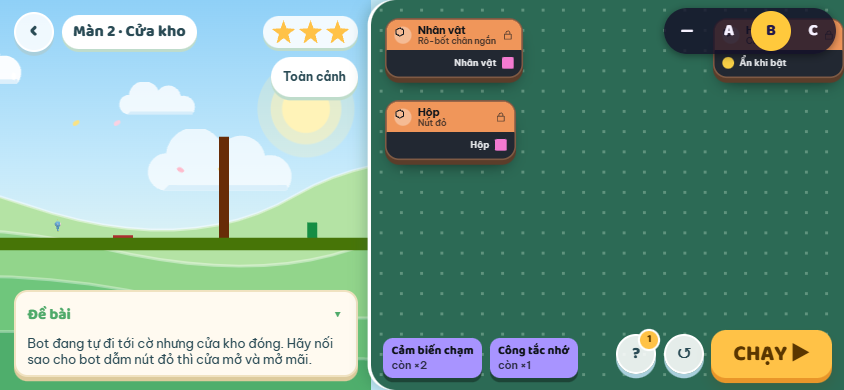 Màn 2 · Cửa kho
Toàn cảnh
Đề bài
Bot đang tự đi tới cờ nhưng cửa kho đóng. Hãy nối
sao cho bot dẫm nút đỏ thì cửa mở và mở mãi.
Nhân vật
Rô-bốt chân ngắn
Nhân vật
Hộp
Nút đỏ
Hộp
A
B
C
Ẩn khi bật
Cảm biến chạm
còn ×2
Công tắc nhớ
còn ×1
?
1
CHẠY